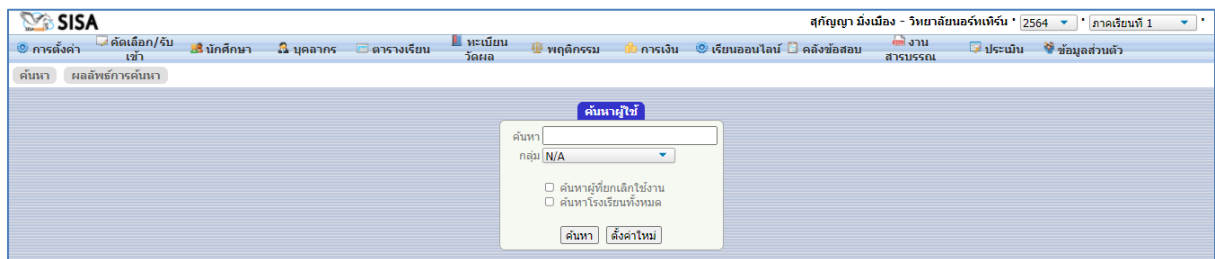 SISA สุกัญญา มิ่งเมือง - วิทยาลัยนอร์ทเทิร์น 2564 ภาคเรียนที่ 1
การตั้งค่า คัดเลือก/รับเข้า นักศึกษา บุคลากร ตารางเรียน ทะเบียนวัดผล พฤติกรรม การเงิน เรียนออนไลน์ คลังข้อสอบ งานสารบรรณ ประเมิน ข้อมูลส่วนตัว
ค้นหา ผลลัพธ์การค้นหา
ค้นหาผู้ใช้
ค้นหา
กลุ่ม N/A
ค้นหาผู้ที่ยกเลิกใช้งาน
ค้นหาโรงเรียนทั้งหมด
ค้นหา ตั้งค่าใหม่